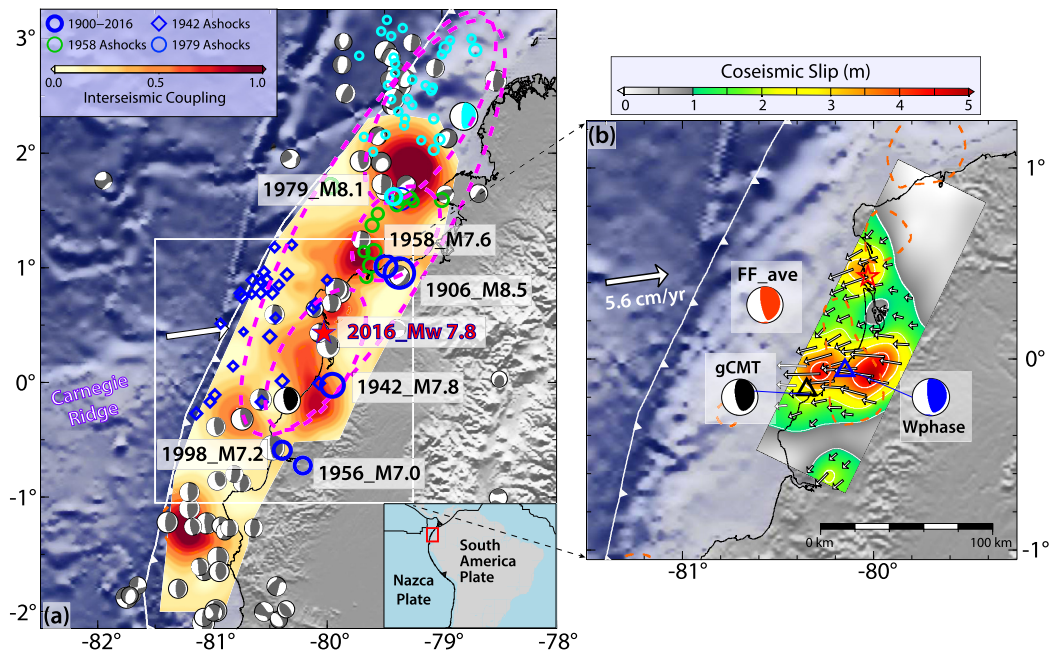 1900−2016
1942 Ashocks
1958 Ashocks
1979 Ashocks
0.0 0.5 1.0
Interseismic Coupling
3°
2°
1°
0°
-1°
-2°
1979_M8.1
1958_M7.6
1906_M8.5
2016_Mw 7.8
1942_M7.8
1998_M7.2
1956_M7.0
Carnegie
Ridge
(a)
South
America
Plate
Nazca
Plate
-82 -81 -80 -79 -78
Coseismic Slip (m)
0 1 2 3 4 5
(b)
1°
0°
-1°
5.6 cm/yr
FF_ave
gCMT
Wphase
0 km 100 km
-81 -80